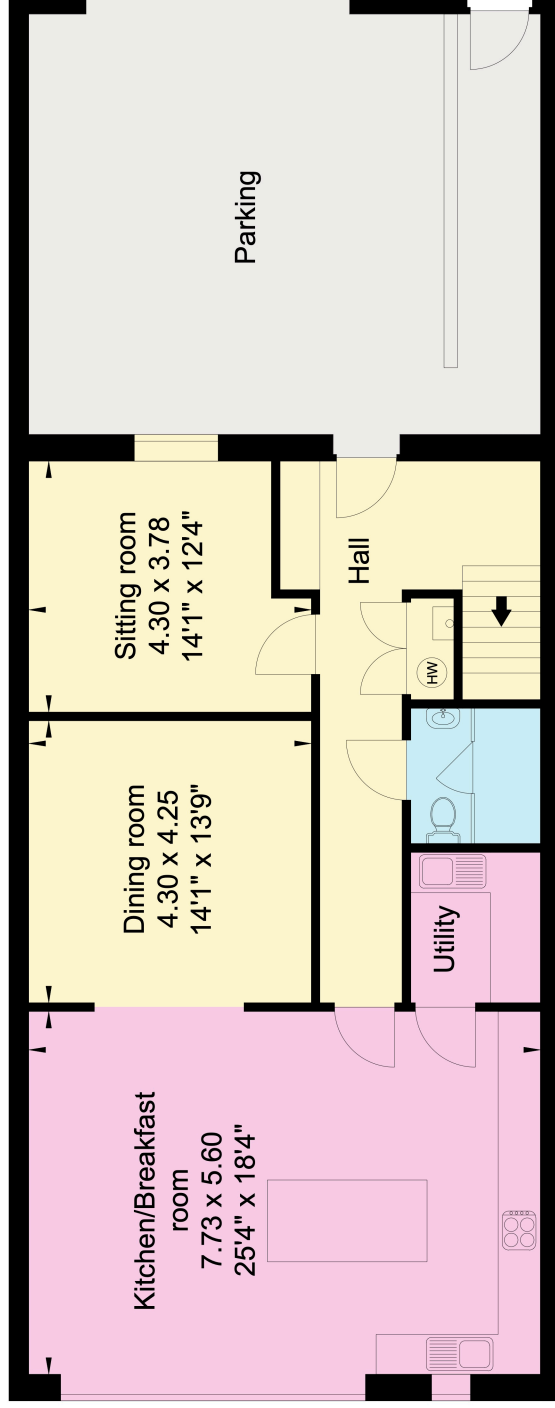 Parking
Sitting room
4.30 x 3.78
14'1" x 12'4"
Hall
HW
Dining room
4.30 x 4.25
14'1" x 13'9"
Utility
Kitchen/Breakfast
room
7.73 x 5.60
25'4" x 18'4"